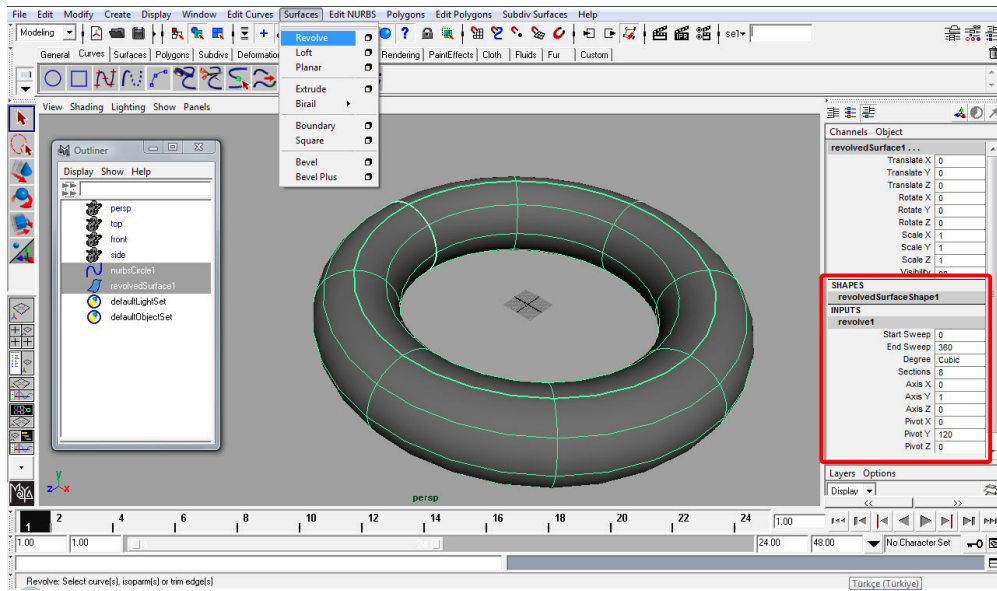 File Edit Modify Create Display Window Edit Curves Surfaces Edit NURBS Polygons Edit Polygons Subdiv Surfaces Help
Modeling sel
General Curves Surfaces Polygons Subdivs Deformation Rendering PaintEffects Cloth Fluids Fur Custom
Revolve
Loft
Planar
Extrude
Birail
Boundary
Square
Bevel
Bevel Plus
View Shading Lighting Show Panels
Outliner
Display Show Help
persp
top
front
side
nurbsCircle1
revolvedSurface1
defaultLightSet
defaultObjectSet
y
z x
persp
Channels Object
revolvedSurface1 . . .
Translate X 0
Translate Y 0
Translate Z 0
Rotate X 0
Rotate Y 0
Rotate Z 0
Scale X 1
Scale Y 1
Scale Z 1
Visibility on
SHAPES
revolvedSurfaceShape1
INPUTS
revolve1
Start Sweep 0
End Sweep 360
Degree Cubic
Sections 8
Axis X 0
Axis Y 1
Axis Z 0
Pivot X 0
Pivot Y 120
Pivot Z 0
Layers Options
Display
<< >>
MAYA
1 2 4 6 8 10 12 14 16 18 20 22 24 1.00
1.00 1.00 24.00 48.00 No Character Set
Revolve: Select curve(s), isoparm(s) or trim edge(s)
Türkçe (Türkiye)